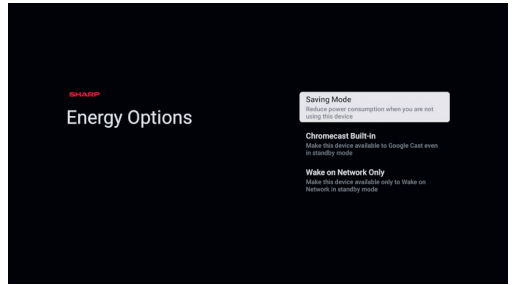 SHARP
Energy Options
Saving Mode
Reduce power consumption when you are not
using this device
Chromecast Built-in
Make this device available to Google Cast even
in standby mode
Wake on Network Only
Make this device available only to Wake on
Network in standby mode